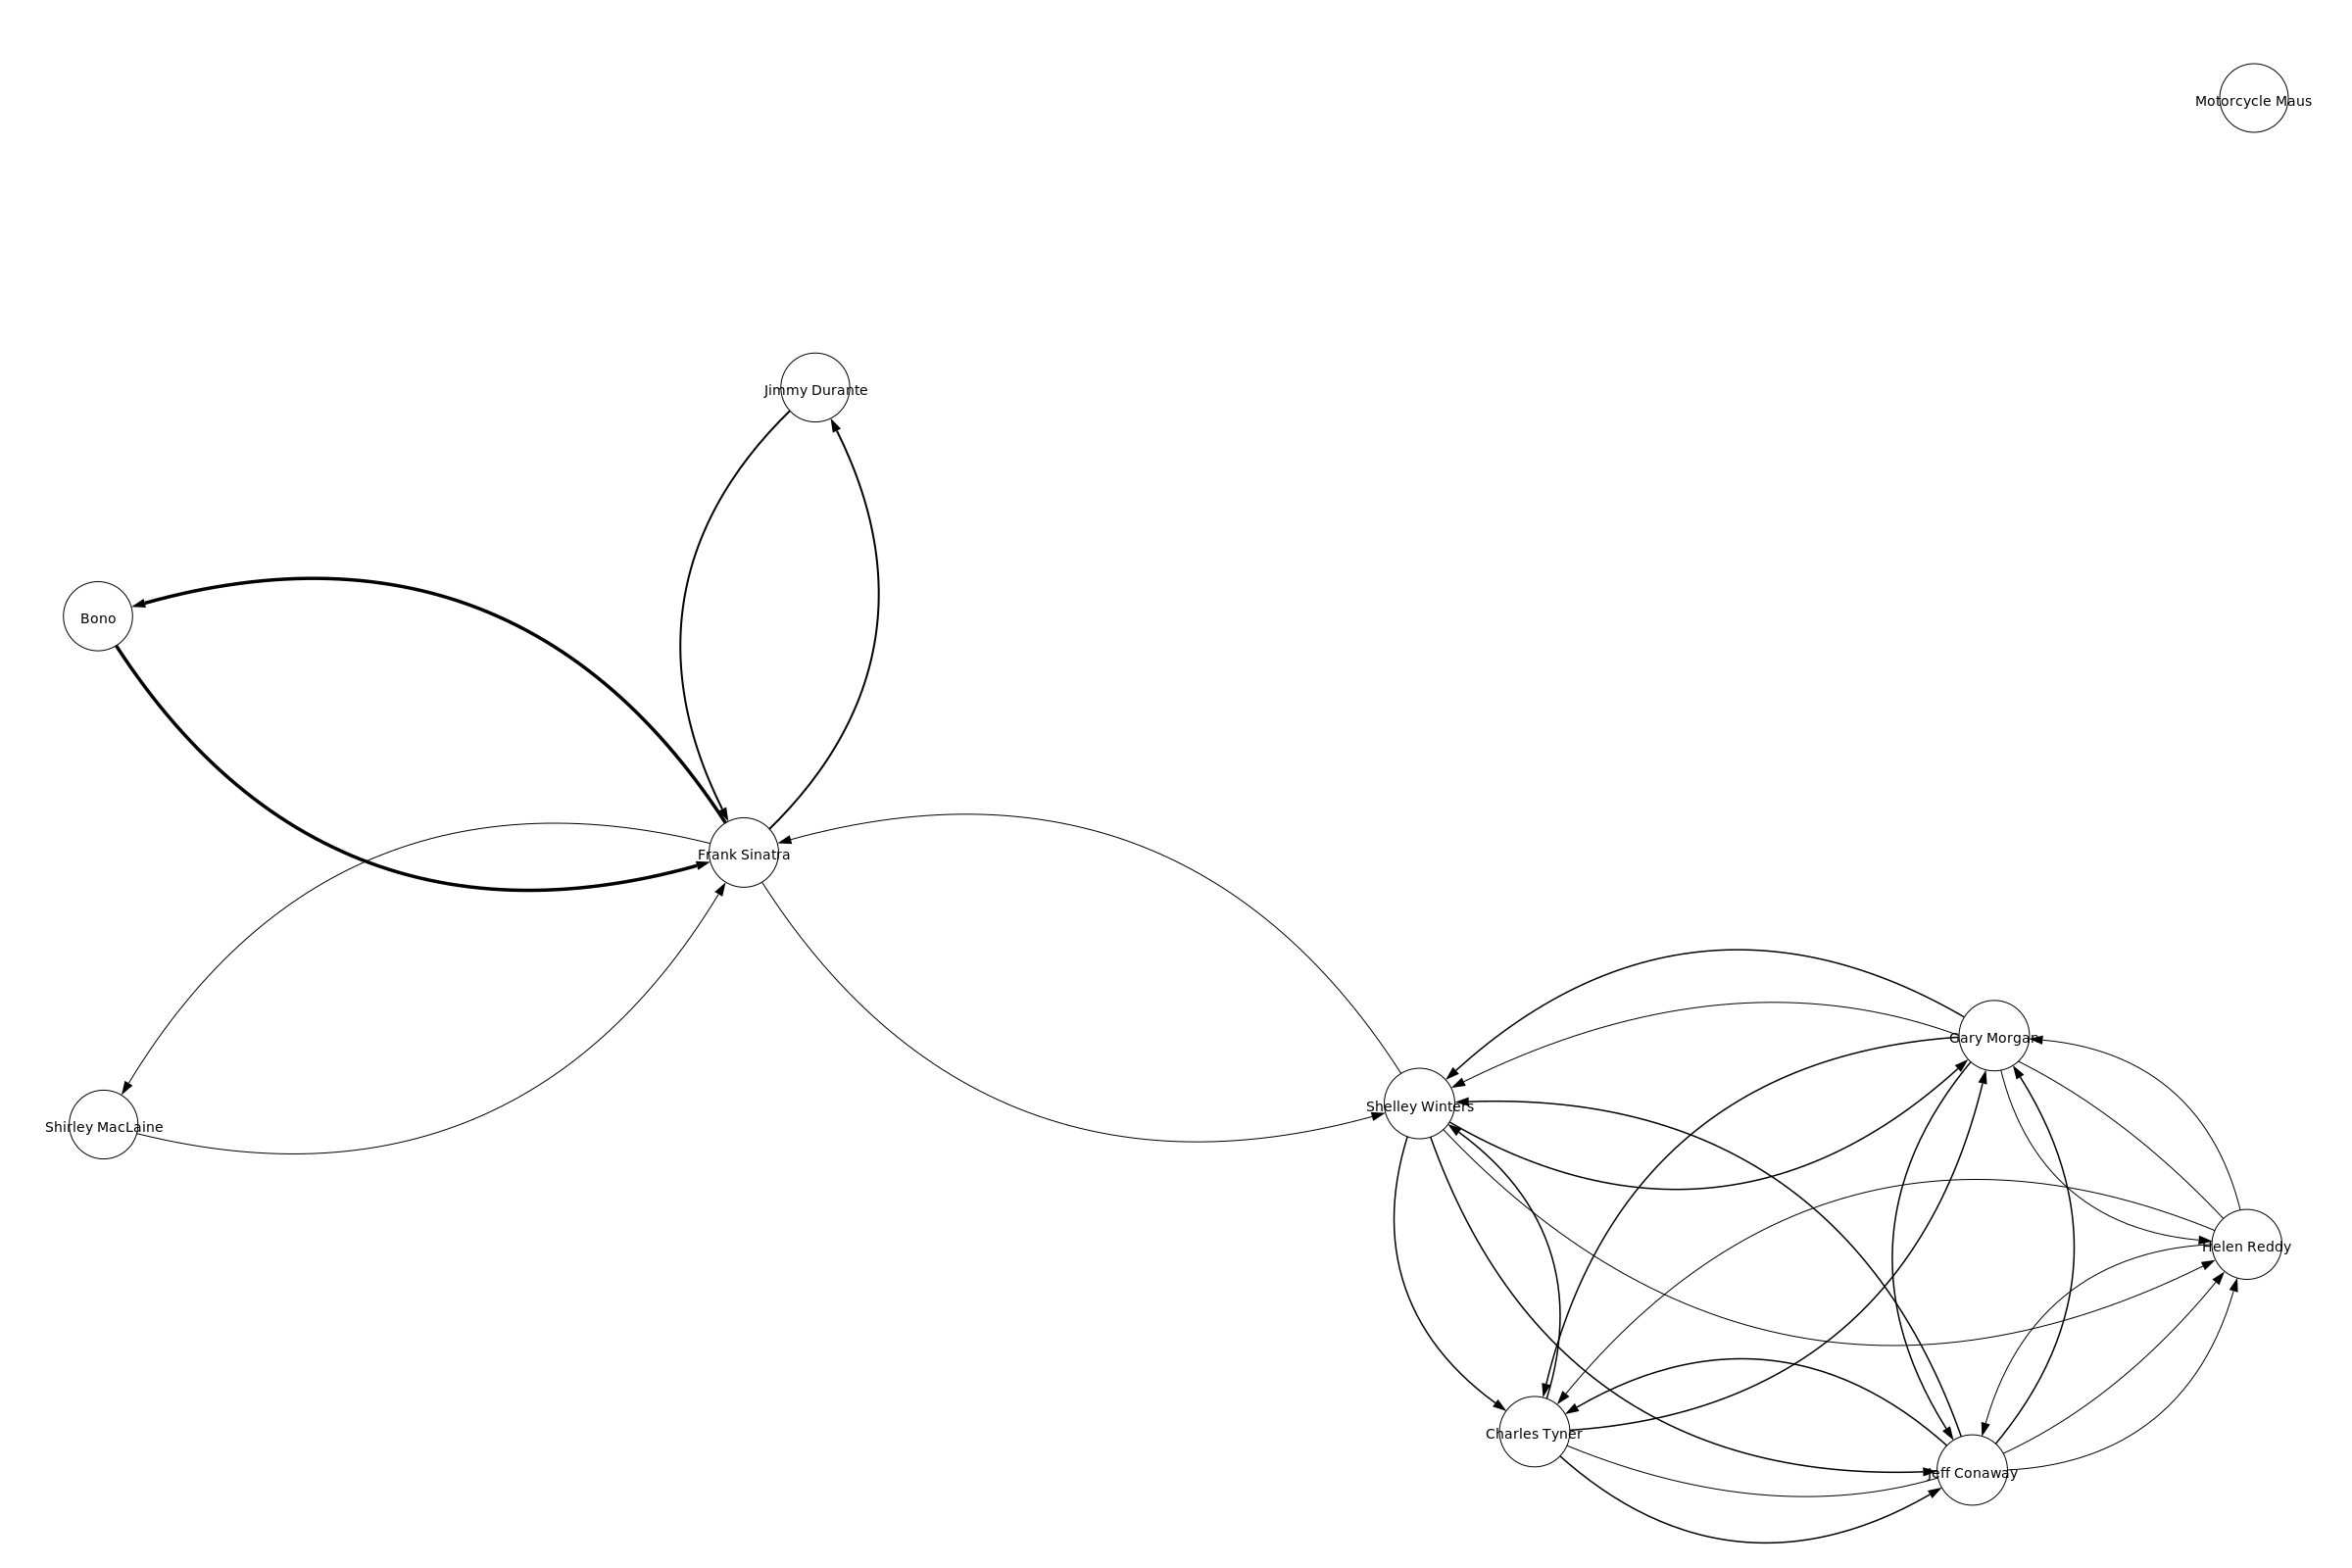 Motorcycle Maus
Jimmy Durante
Bono
Frank Sinatra
Gary Morgan
Shelley Winters
Shirley MacLaine
Helen Reddy
Charles Tyner
Jeff Conaway